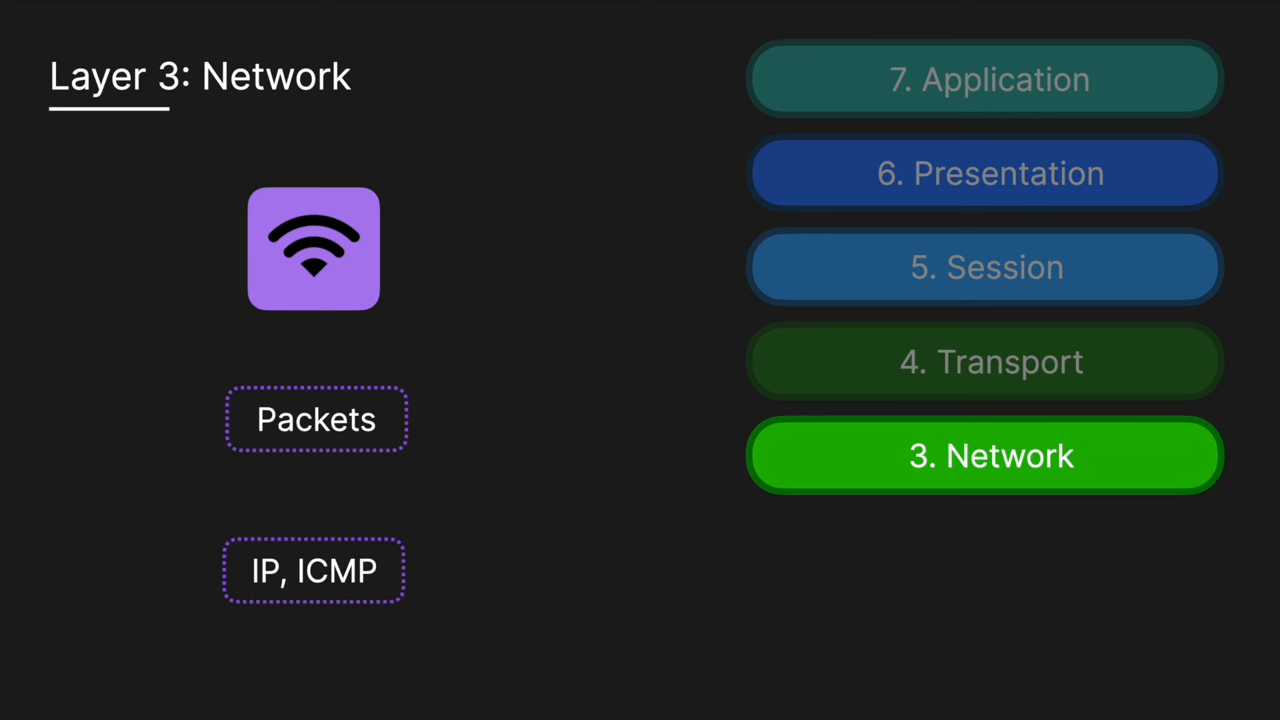 Layer 3: Network
Packets
IP, ICMP
7. Application
6. Presentation
5. Session
4. Transport
3. Network